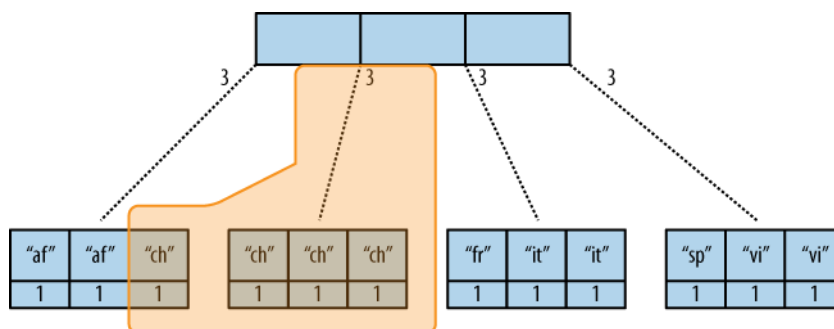 3 3 3 3
“af” “af” “ch” “ch” “ch” “ch” “fr” “it” “it” “sp” “vi” “vi”
1 1 1 1 1 1 1 1 1 1 1 1